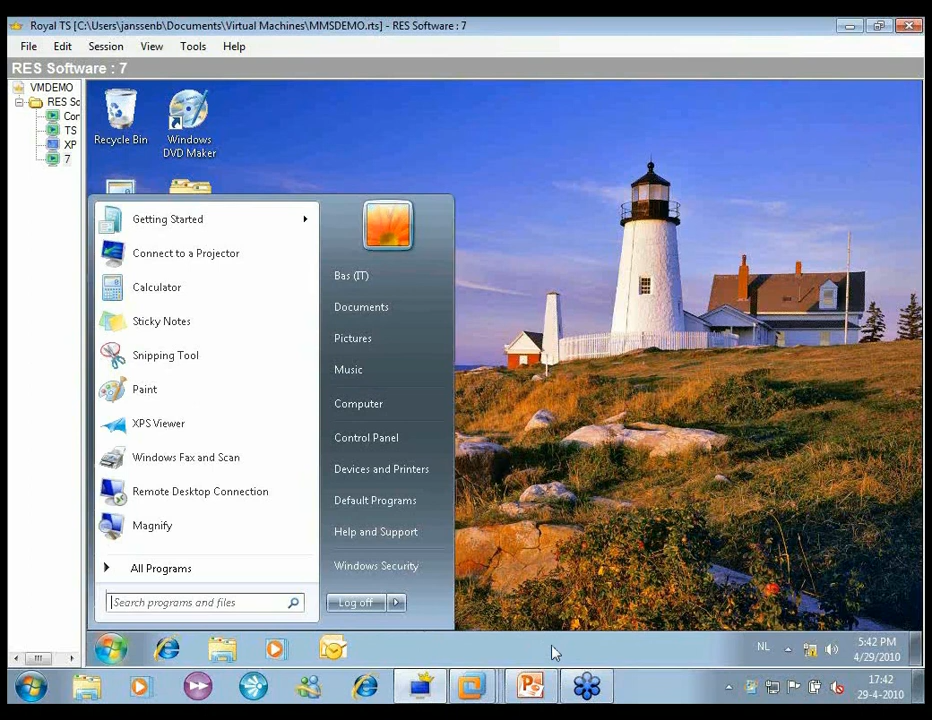 Royal TS [C:\Users\janssenb\Documents\Virtual Machines\MMSDEMO.rts] - RES Software : 7
File Edit Session View Tools Help
RES Software : 7
VMDEMO
RES So
Con
TS
XP
7
Recycle Bin
Windows
DVD Maker
Getting Started
Connect to a Projector
Calculator
Sticky Notes
Snipping Tool
Paint
XPS Viewer
Windows Fax and Scan
Remote Desktop Connection
Magnify
All Programs
Search programs and files
Bas (IT)
Documents
Pictures
Music
Computer
Control Panel
Devices and Printers
Default Programs
Help and Support
Windows Security
Log off
NL
5:42 PM
4/29/2010
17:42
29-4-2010